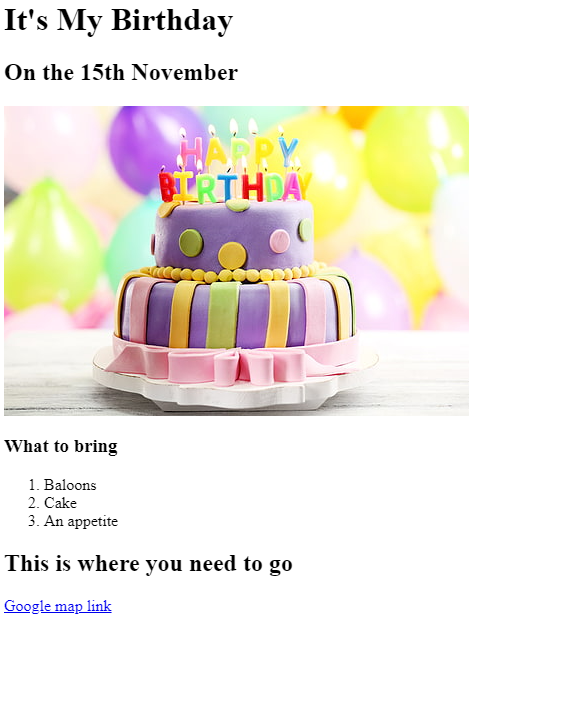 It's My Birthday
On the 15th November
HAPPY
BIRTHDAY
What to bring
1. Baloons
2. Cake
3. An appetite
This is where you need to go
Google map link